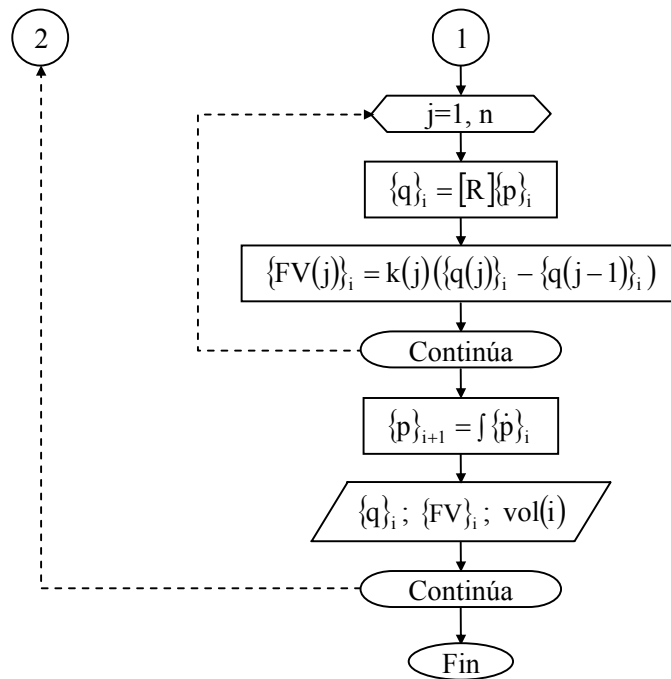 2
1
j=1, n
{q}ᵢ = [R]{p}ᵢ
{FV(j)}ᵢ = k(j)({q(j)}ᵢ − {q(j−1)}ᵢ)
Continúa
{p}ᵢ₊₁ = ∫{ṗ}ᵢ
{q}ᵢ ; {FV}ᵢ ; vol(i)
Continúa
Fin